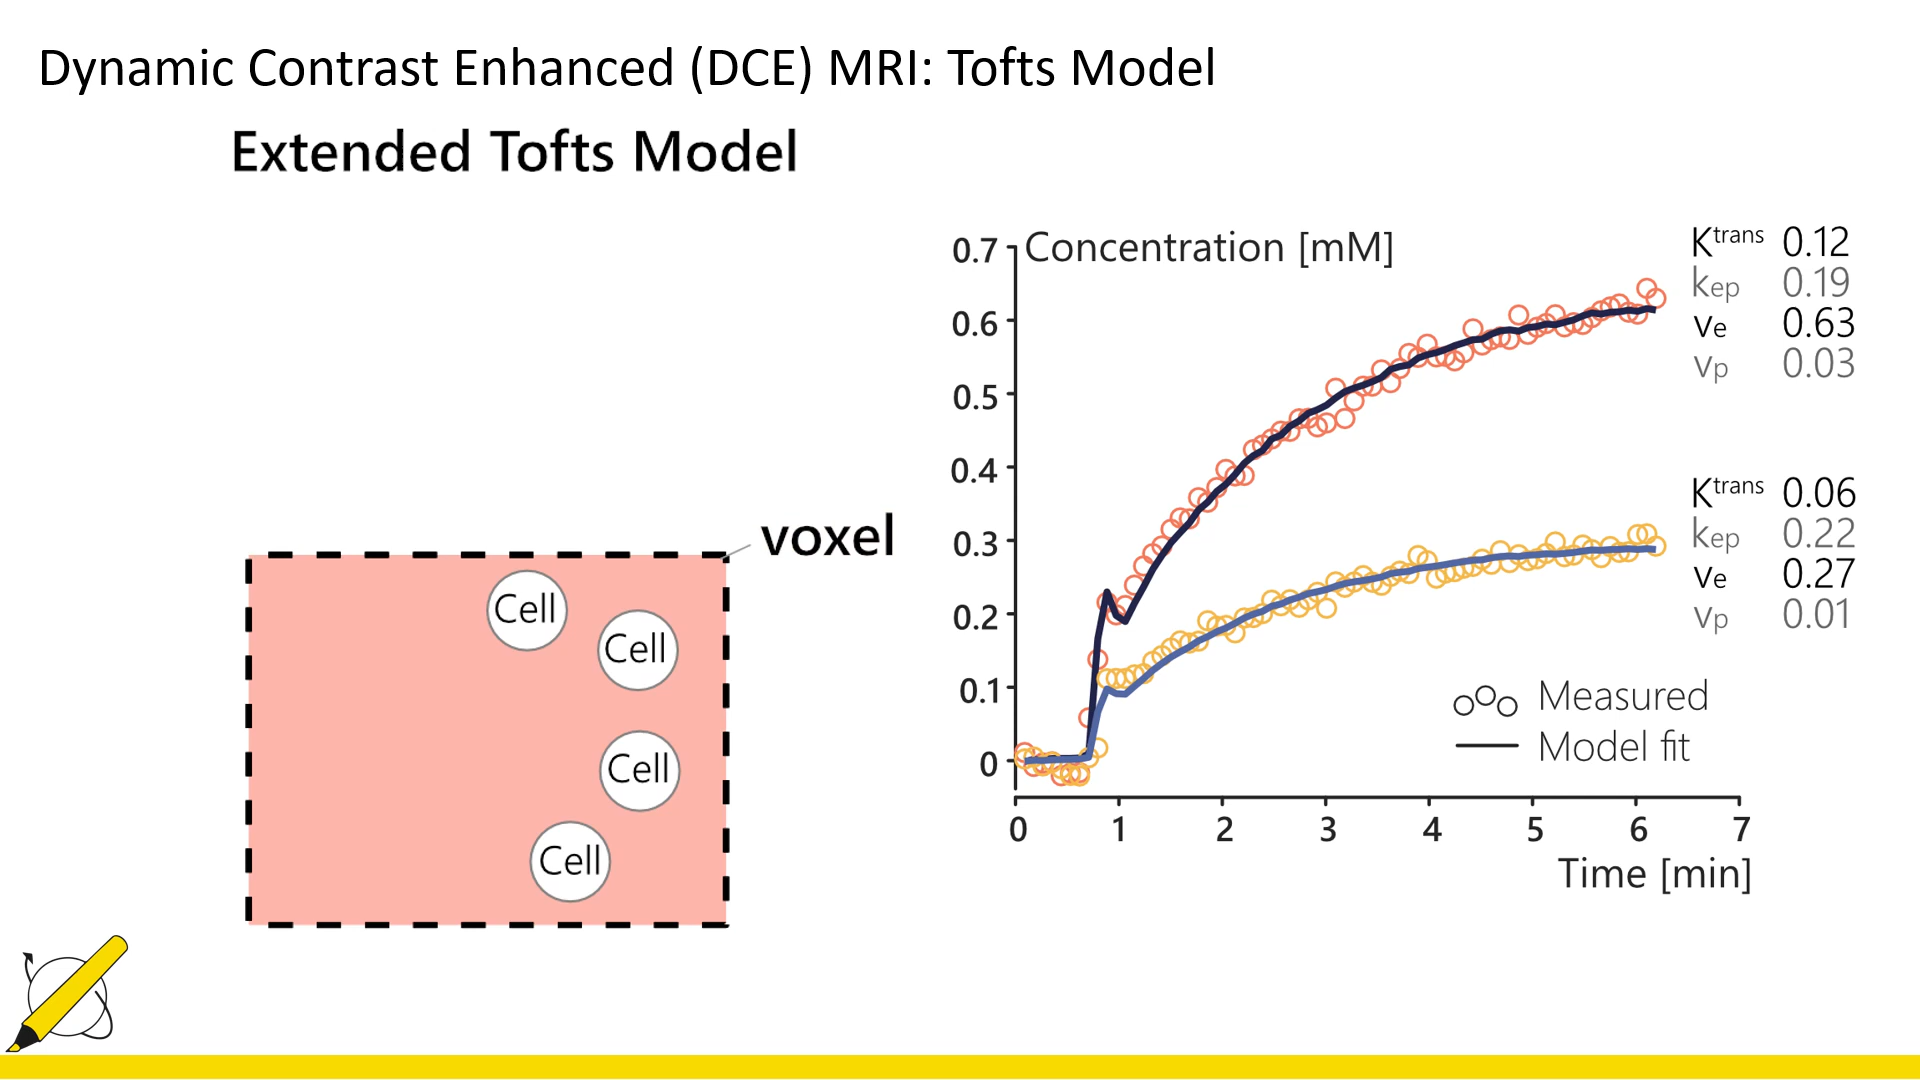 Dynamic Contrast Enhanced (DCE) MRI: Tofts Model
Extended Tofts Model
voxel
Cell
Cell
Cell
Cell
Concentration [mM]
0.7
0.6
0.5
0.4
0.3
0.2
0.1
0
0 1 2 3 4 5 6 7
Time [min]
Ktrans 0.12
kep 0.19
ve 0.63
vp 0.03
Ktrans 0.06
kep 0.22
ve 0.27
vp 0.01
Measured
Model fit